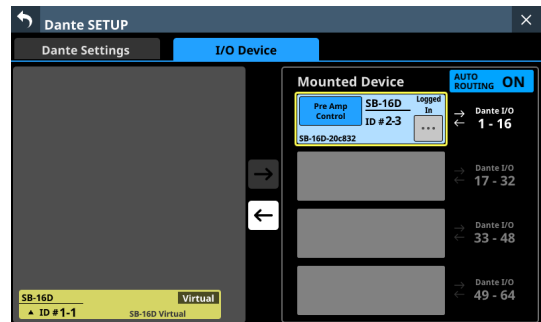 Dante SETUP
Dante Settings
I/O Device
Mounted Device
AUTO ROUTING ON
Pre Amp Control
SB-16D
ID # 2-3
Logged In
...
SB-16D-20c832
Dante I/O
1 - 16
Dante I/O
17 - 32
Dante I/O
33 - 48
Dante I/O
49 - 64
SB-16D
Virtual
ID # 1-1
SB-16D Virtual